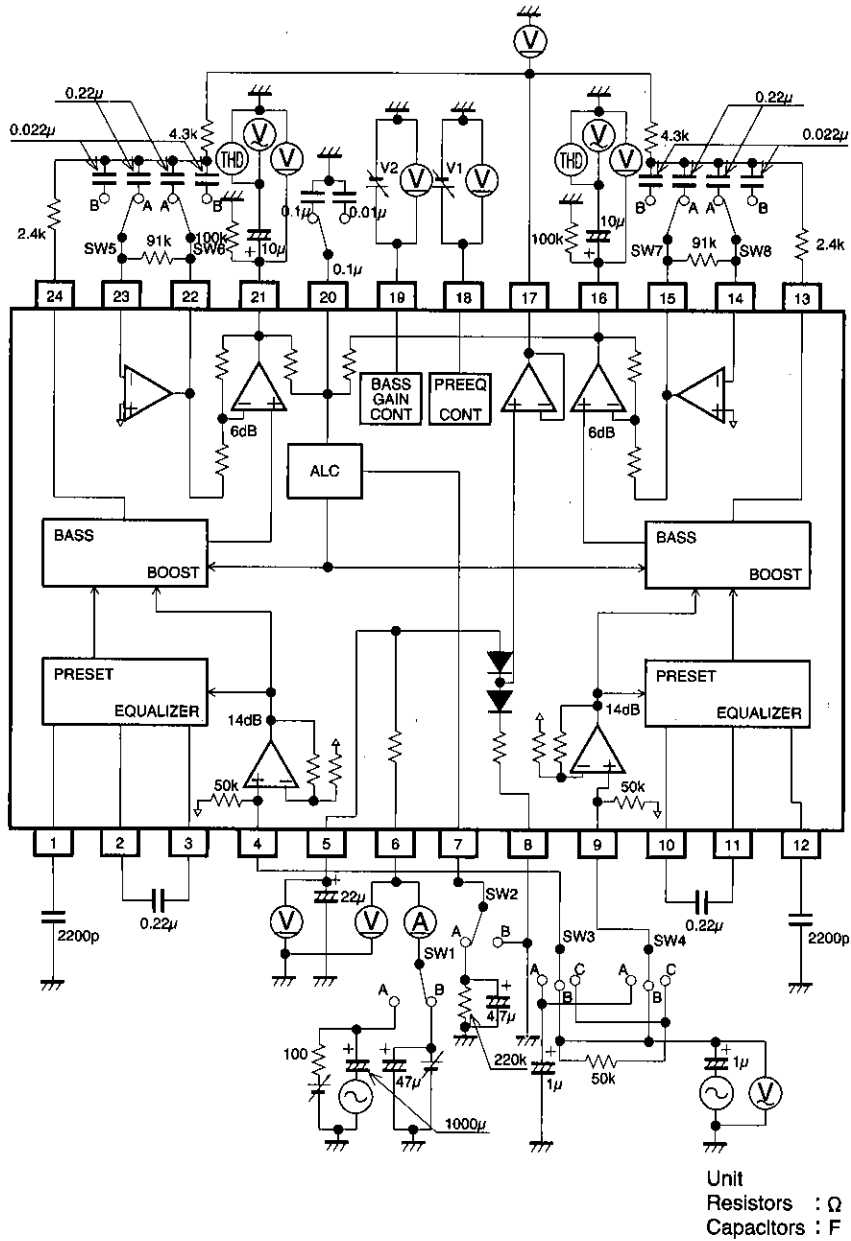 V
0.22μ
0.22μ
0.022μ
4.3k
THD
V
V2
V
V1
V
THD
V
4.3k
0.022μ
B
A
A
B
0.1μ
0.01μ
B
A
A
B
2.4k
SW5
91k
SW6
100k
10μ
+
0.1μ
100k
10μ
+
SW7
91k
SW8
2.4k
24
23
22
21
20
19
18
17
16
15
14
13
BASS
GAIN
CONT
PREEQ
CONT
6dB
6dB
ALC
BASS
BOOST
BASS
BOOST
PRESET
EQUALIZER
14dB
50k
PRESET
EQUALIZER
14dB
50k
1
2
3
4
5
6
7
8
9
10
11
12
2200p
0.22μ
V
+
22μ
V
A
SW1
SW2
A
B
SW3
SW4
0.22μ
2200p
A
B
4.7μ
A
B
C
A
B
C
100
+
+
47μ
220k
+
1μ
50k
+
1μ
V
1000μ
Unit
Resistors : Ω
Capacitors : F